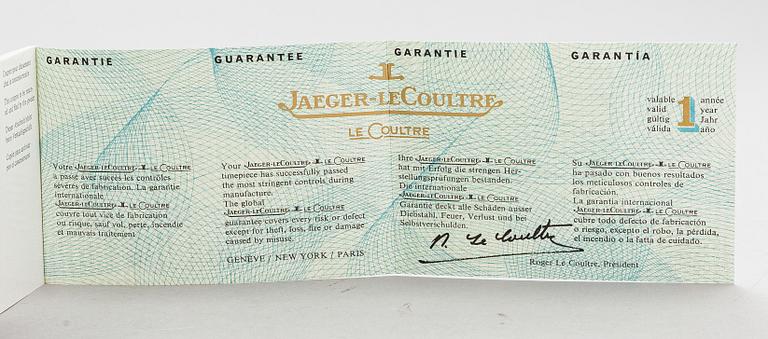 GARANTIE
GUARANTEE
GARANTIE
GARANTÍA
JAEGER-LECOULTRE
LE COULTRE
valable
valid
gültig
válida
1
année
year
Jahr
año
Votre JAEGER-LECOULTRE LE COULTRE
a passé avec succès les contrôles
sévères de fabrication. La garantie
internationale
JAEGER-LECOULTRE LE COULTRE
couvre tout vice de fabrication
ou risque, sauf vol, perte, incendie
et mauvais traitement
Your JAEGER-LECOULTRE LE COULTRE
timepiece has successfully passed
the most stringent controls during
manufacture.
The global
JAEGER-LECOULTRE LE COULTRE
guarantee covers every risk or defect
except for theft, loss, fire or damage
caused by misuse.
Ihre JAEGER-LECOULTRE LE COULTRE
hat mit Erfolg die strengen Her-
stellungsprüfungen bestanden.
Die internationale
JAEGER-LECOULTRE LE COULTRE
Garantie deckt alle Schäden ausser
Diebstahl, Feuer, Verlust und bei
Selbstverschulden.
Su JAEGER-LECOULTRE LE COULTRE
ha pasado con buenos resultados
los meticulosos controles de
fabricación.
La garantía internacional
JAEGER-LECOULTRE LE COULTRE
cubre todo defecto de fabricación
o riesgo, excepto el robo, la pérdida,
el incendio o la fatta de cuidado.
GENÈVE / NEW YORK / PARIS
R. Le Coultre
Roger Le Coultre, Président